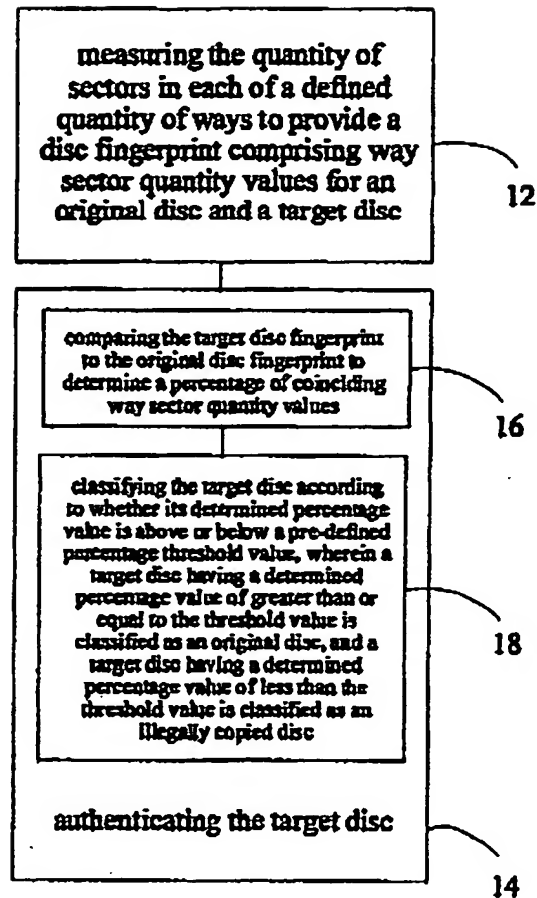 measuring the quantity of
sectors in each of a defined
quantity of ways to provide a
disc fingerprint comprising way
sector quantity values for an
original disc and a target disc
12
comparing the target disc fingerprint
to the original disc fingerprint to
determine a percentage of coinciding
way sector quantity values
16
classifying the target disc according
to whether its determined percentage
value is above or below a pre-defined
percentage threshold value, wherein a
target disc having a determined
percentage value of greater than or
equal to the threshold value is
classified as an original disc, and a
target disc having a determined
percentage value of less than the
threshold value is classified as an
illegally copied disc
18
authenticating the target disc
14